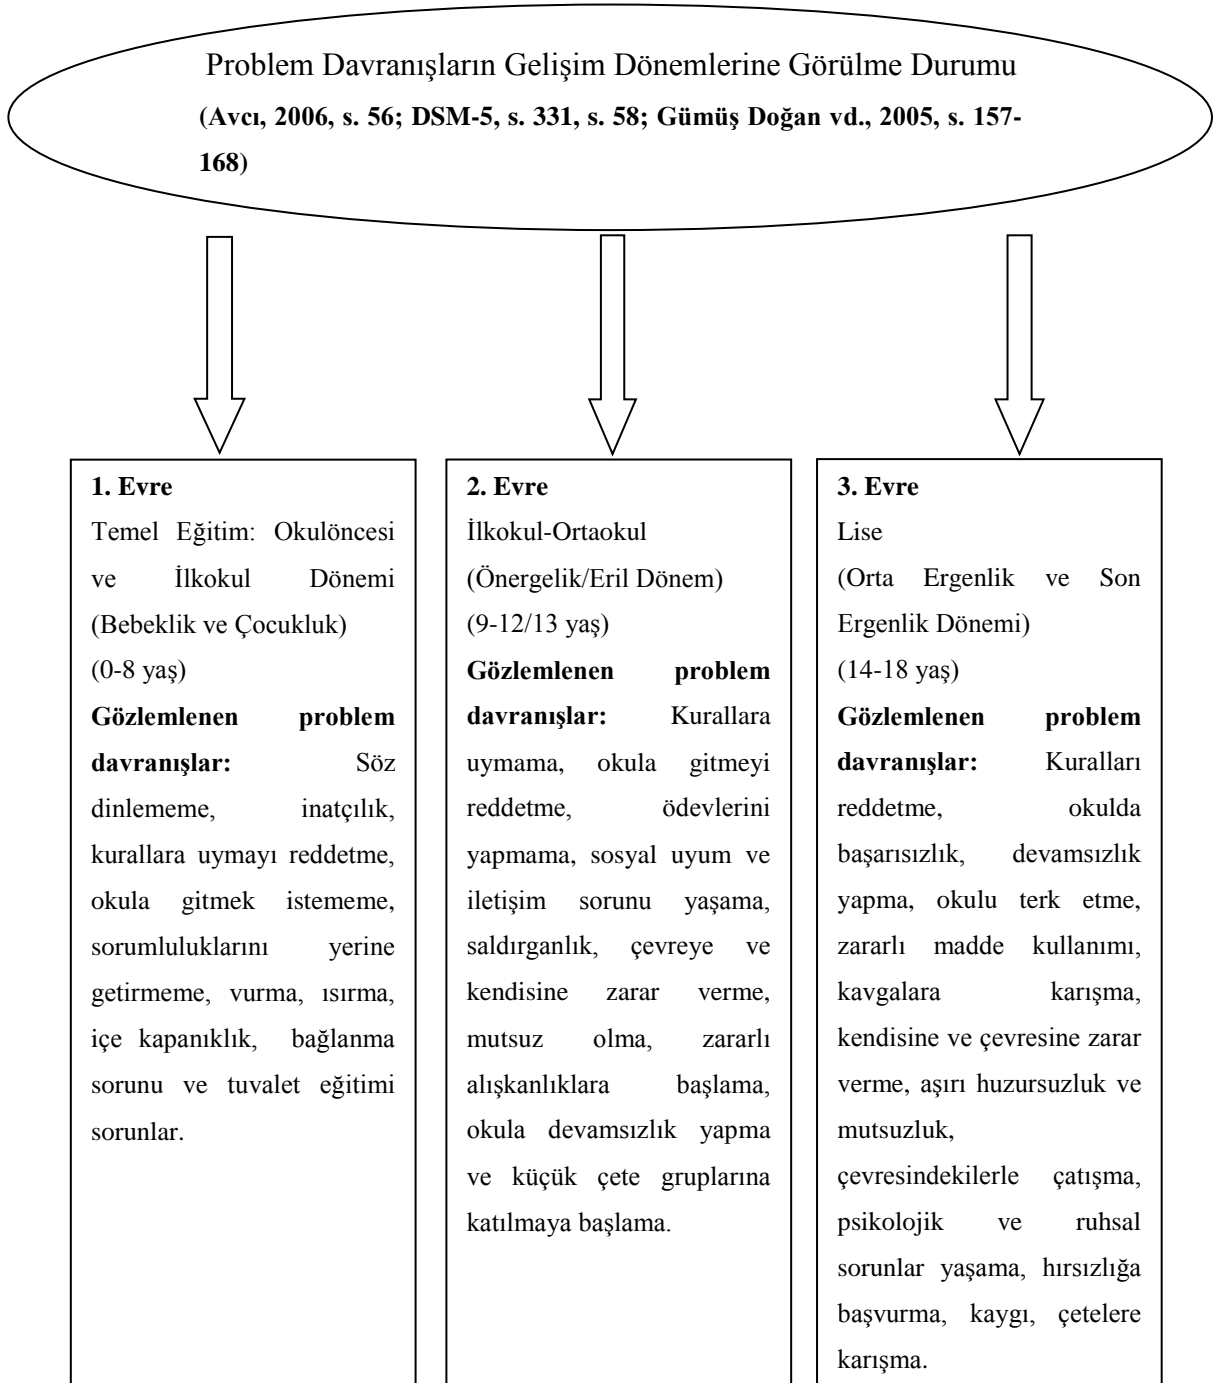 Problem Davranışların Gelişim Dönemlerine Görülme Durumu
(Avcı, 2006, s. 56; DSM-5, s. 331, s. 58; Gümüş Doğan vd., 2005, s. 157-
168)
1. Evre
Temel Eğitim: Okulöncesi
ve İlkokul Dönemi
(Bebeklik ve Çocukluk)
(0-8 yaş)
Gözlemlenen problem
davranışlar: Söz
dinlememe, inatçılık,
kurallara uymayı reddetme,
okula gitmek istememe,
sorumluluklarını yerine
getirmeme, vurma, ısırma,
içe kapanıklık, bağlanma
sorunu ve tuvalet eğitimi
sorunlar.
2. Evre
İlkokul-Ortaokul
(Önergelik/Eril Dönem)
(9-12/13 yaş)
Gözlemlenen problem
davranışlar: Kurallara
uymama, okula gitmeyi
reddetme, ödevlerini
yapmama, sosyal uyum ve
iletişim sorunu yaşama,
saldırganlık, çevreye ve
kendisine zarar verme,
mutsuz olma, zararlı
alışkanlıklara başlama,
okula devamsızlık yapma
ve küçük çete gruplarına
katılmaya başlama.
3. Evre
Lise
(Orta Ergenlik ve Son
Ergenlik Dönemi)
(14-18 yaş)
Gözlemlenen problem
davranışlar: Kuralları
reddetme, okulda
başarısızlık, devamsızlık
yapma, okulu terk etme,
zararlı madde kullanımı,
kavgalara karışma,
kendisine ve çevresine zarar
verme, aşırı huzursuzluk ve
mutsuzluk,
çevresindekilerle çatışma,
psikolojik ve ruhsal
sorunlar yaşama, hırsızlığa
başvurma, kaygı, çetelere
karışma.